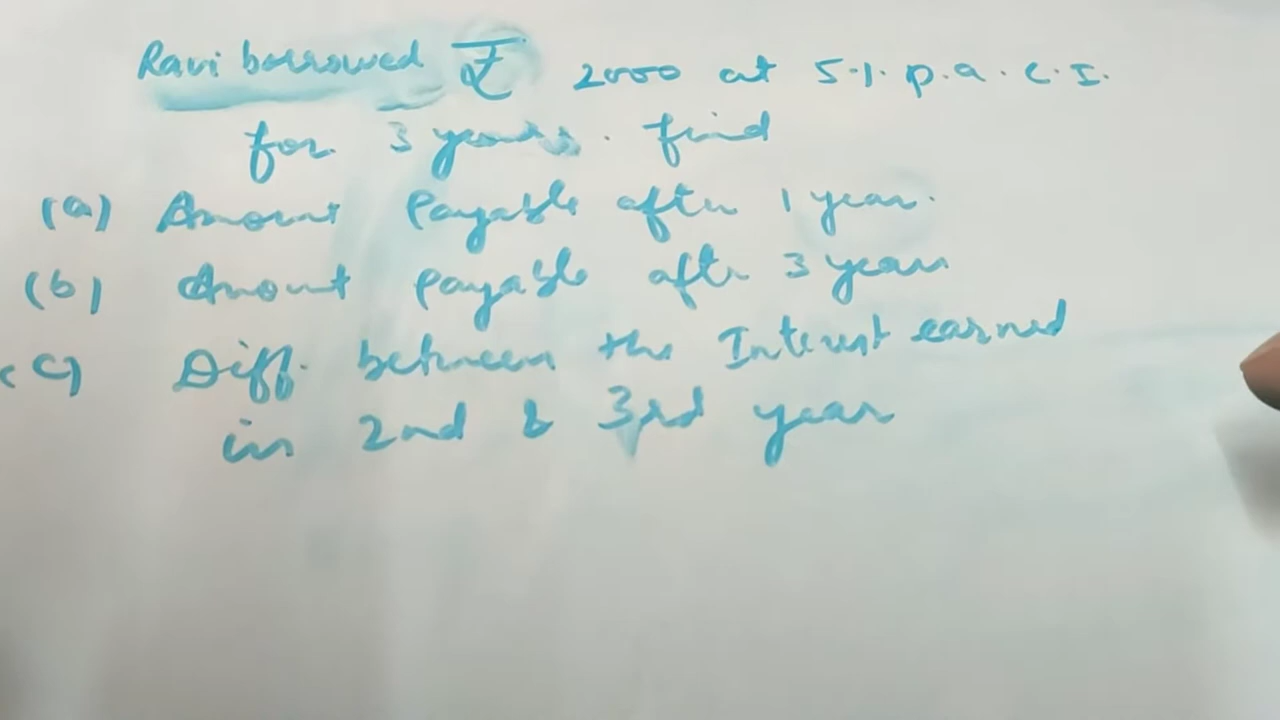 Ravi borrowed ₹ 2000 at 5% p.a. C.I.
for 3 years. find
(a) Amount Payable after 1 year.
(b) Amount payable after 3 years
(c) Diff. between the Interest earned
in 2nd & 3rd year